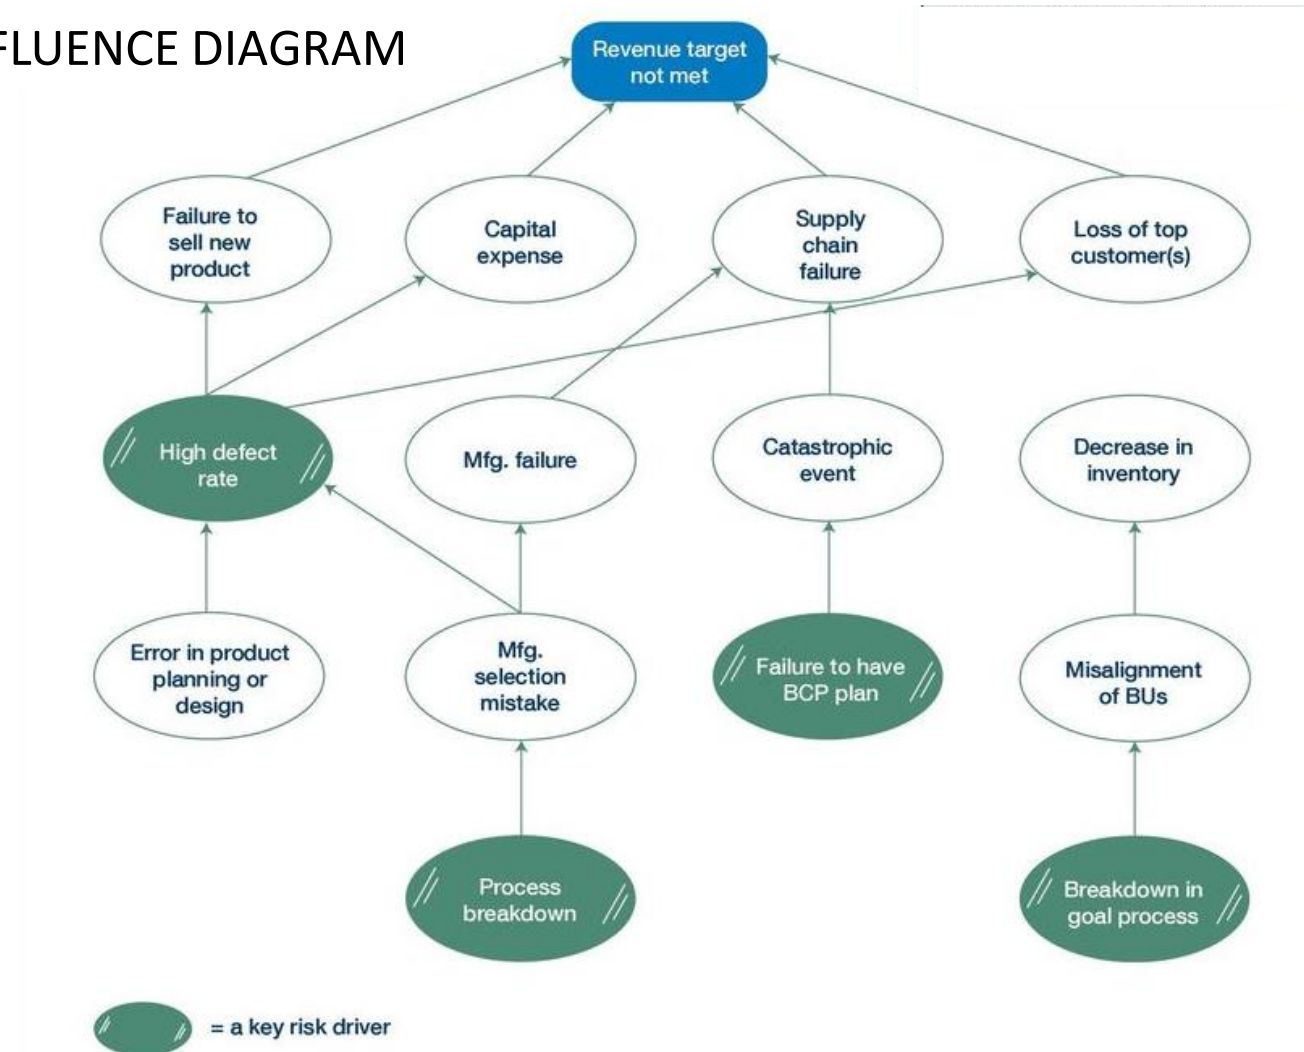 FLUENCE DIAGRAM
Revenue target
not met
Failure to
sell new
product
Capital
expense
Supply
chain
failure
Loss of top
customer(s)
High defect
rate
Mfg. failure
Catastrophic
event
Decrease in
inventory
Error in product
planning or
design
Mfg.
selection
mistake
Failure to have
BCP plan
Misalignment
of BUs
Process
breakdown
Breakdown in
goal process
= a key risk driver